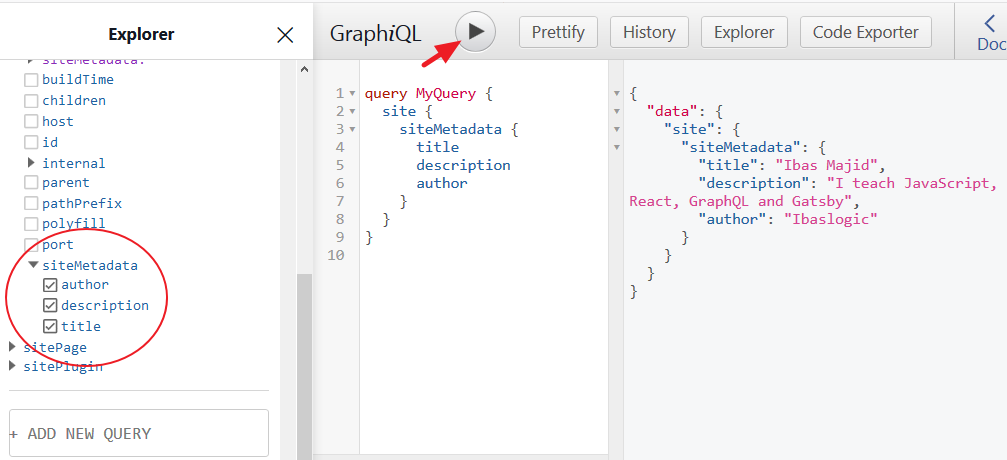 Explorer
siteMetadata:
buildTime
children
host
id
internal
parent
pathPrefix
polyfill
port
siteMetadata
author
description
title
sitePage
sitePlugin
+ ADD NEW QUERY
GraphiQL
Prettify
History
Explorer
Code Exporter
Doc
1 query MyQuery {
2 site {
3 siteMetadata {
4 title
5 description
6 author
7 }
8 }
9 }
10
{
"data": {
"site": {
"siteMetadata": {
"title": "Ibas Majid",
"description": "I teach JavaScript,
React, GraphQL and Gatsby",
"author": "Ibaslogic"
}
}
}
}